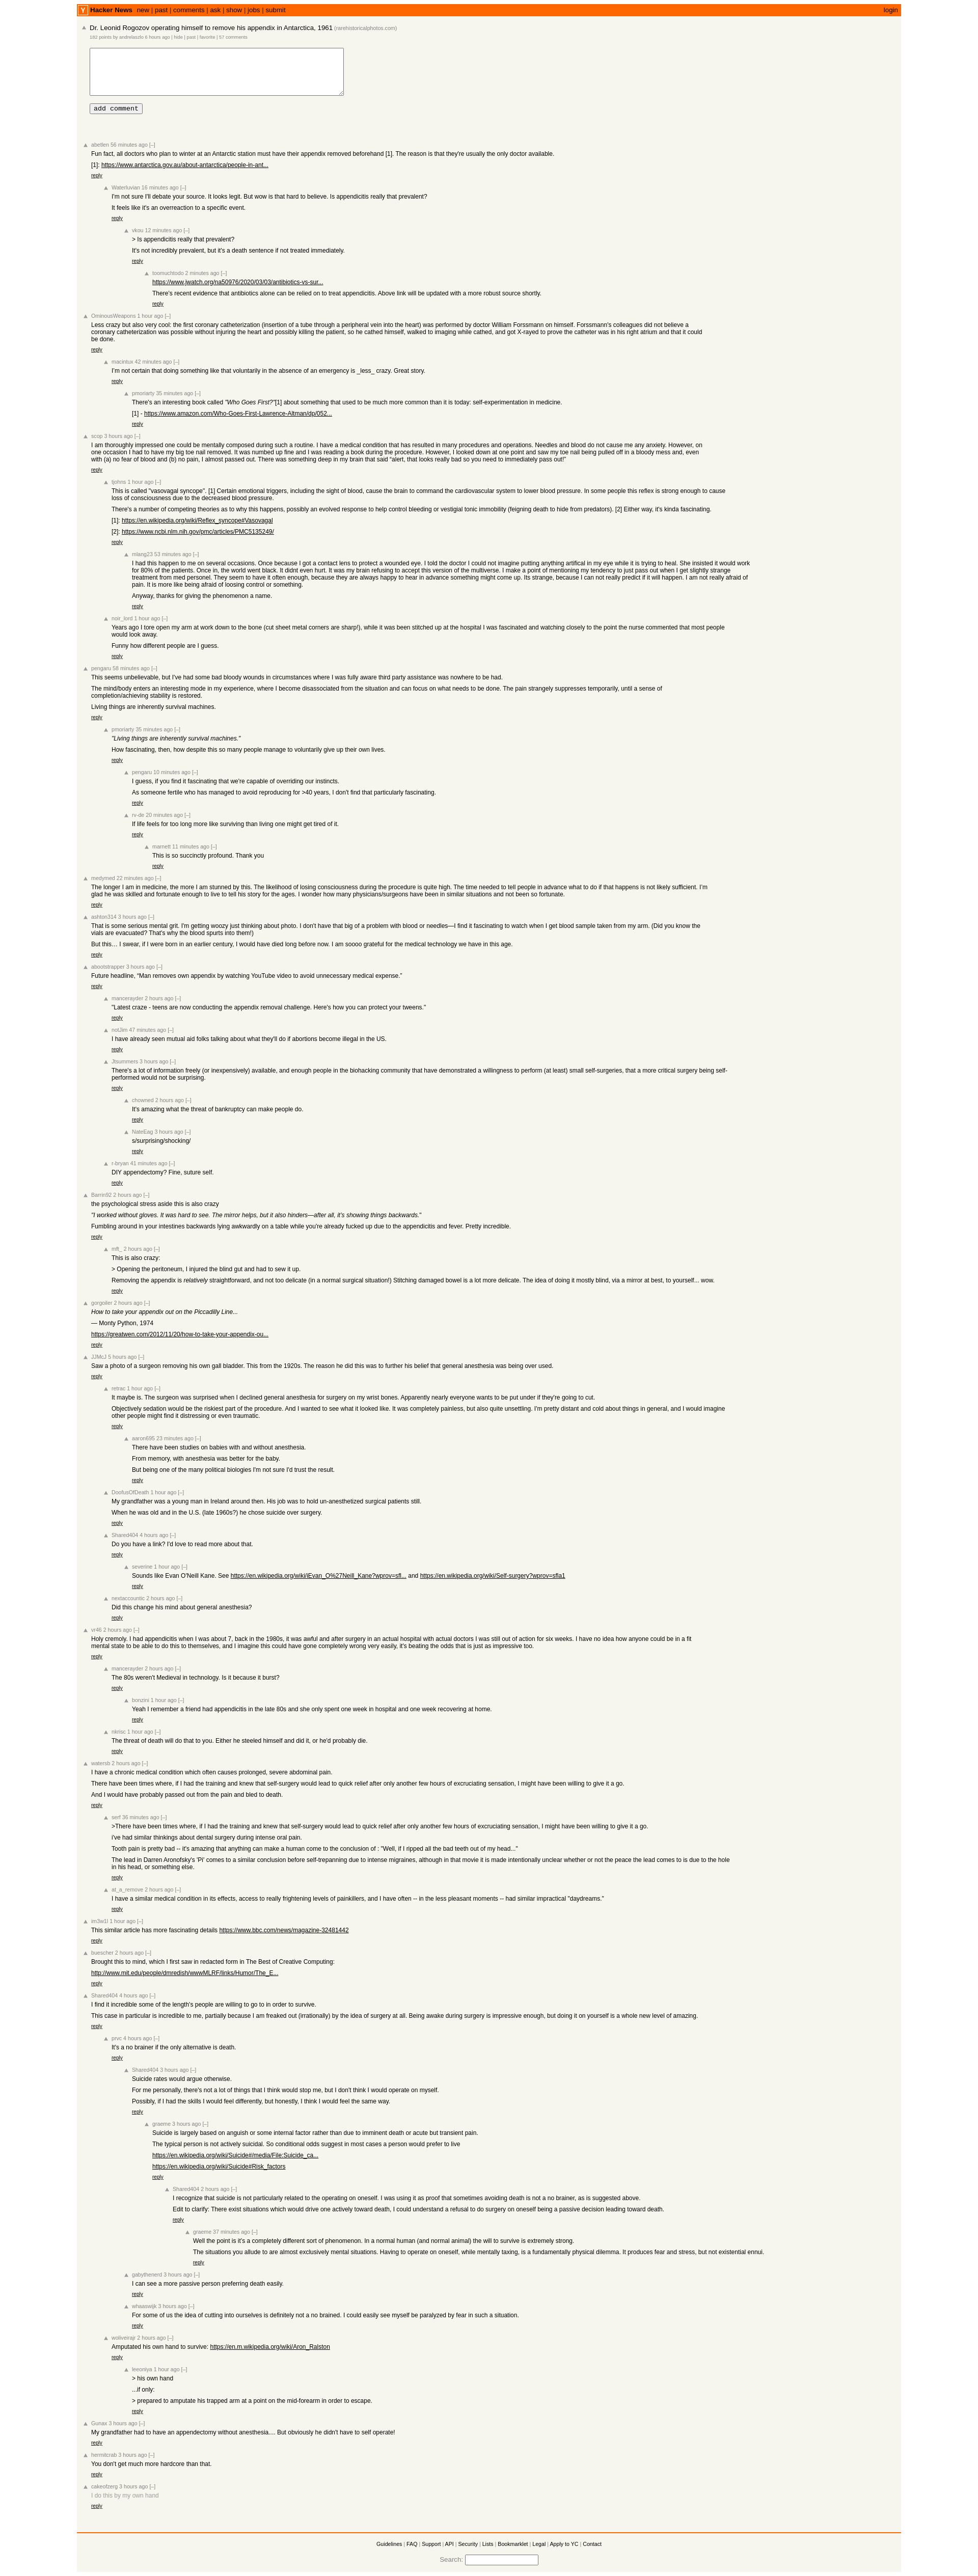 Y Hacker News new | past | comments | ask | show | jobs | submit login
Dr. Leonid Rogozov operating himself to remove his appendix in Antarctica, 1961 (rarehistoricalphotos.com)
182 points by andreiaszlo 6 hours ago | hide | past | favorite | 57 comments
add comment
abetlen 56 minutes ago [–]
Fun fact, all doctors who plan to winter at an Antarctic station must have their appendix removed beforehand [1]. The reason is that they're usually the only doctor available.
[1]: https://www.antarctica.gov.au/about-antarctica/people-in-ant...
reply
Waterluvian 16 minutes ago [–]
I'm not sure I'll debate your source. It looks legit. But wow is that hard to believe. Is appendicitis really that prevalent?
It feels like it's an overreaction to a specific event.
reply
vkou 12 minutes ago [–]
> Is appendicitis really that prevalent?
It's not incredibly prevalent, but it's a death sentence if not treated immediately.
reply
toomuchtodo 2 minutes ago [–]
https://www.jwatch.org/na50976/2020/03/03/antibiotics-vs-sur...
There's recent evidence that antibiotics alone can be relied on to treat appendicitis. Above link will be updated with a more robust source shortly.
reply
OminousWeapons 1 hour ago [–]
Less crazy but also very cool: the first coronary catheterization (insertion of a tube through a peripheral vein into the heart) was performed by doctor William Forssmann on himself. Forssmann's colleagues did not believe a
coronary catheterization was possible without injuring the heart and possibly killing the patient, so he cathed himself, walked to imaging while cathed, and got X-rayed to prove the catheter was in his right atrium and that it could
be done.
reply
macintux 42 minutes ago [–]
I'm not certain that doing something like that voluntarily in the absence of an emergency is _less_ crazy. Great story.
reply
pmoriarty 35 minutes ago [–]
There's an interesting book called "Who Goes First?"[1] about something that used to be much more common than it is today: self-experimentation in medicine.
[1] - https://www.amazon.com/Who-Goes-First-Lawrence-Altman/dp/052...
reply
scop 3 hours ago [–]
I am thoroughly impressed one could be mentally composed during such a routine. I have a medical condition that has resulted in many procedures and operations. Needles and blood do not cause me any anxiety. However, on
one occasion I had to have my big toe nail removed. It was numbed up fine and I was reading a book during the procedure. However, I looked down at one point and saw my toe nail being pulled off in a bloody mess and, even
with (a) no fear of blood and (b) no pain, I almost passed out. There was something deep in my brain that said "alert, that looks really bad so you need to immediately pass out!"
reply
tjohns 1 hour ago [–]
This is called "vasovagal syncope". [1] Certain emotional triggers, including the sight of blood, cause the brain to command the cardiovascular system to lower blood pressure. In some people this reflex is strong enough to cause
loss of consciousness due to the decreased blood pressure.
There's a number of competing theories as to why this happens, possibly an evolved response to help control bleeding or vestigial tonic immobility (feigning death to hide from predators). [2] Either way, it's kinda fascinating.
[1]: https://en.wikipedia.org/wiki/Reflex_syncope#Vasovagal
[2]: https://www.ncbi.nlm.nih.gov/pmc/articles/PMC5135249/
reply
mlang23 53 minutes ago [–]
I had this happen to me on several occasions. Once because I got a contact lens to protect a wounded eye. I told the doctor I could not imagine putting anything artifical in my eye while it is trying to heal. She insisted it would work
for 80% of the patients. Once in, the world went black. It didnt even hurt. It was my brain refusing to accept this version of the multiverse. I make a point of mentioning my tendency to just pass out when I get slightly strange
treatment from med personel. They seem to have it often enough, because they are always happy to hear in advance something might come up. Its strange, because I can not really predict if it will happen. I am not really afraid of
pain. It is more like being afraid of loosing control or something.
Anyway, thanks for giving the phenomenon a name.
reply
noir_lord 1 hour ago [–]
Years ago I tore open my arm at work down to the bone (cut sheet metal corners are sharp!), while it was been stitched up at the hospital I was fascinated and watching closely to the point the nurse commented that most people
would look away.
Funny how different people are I guess.
reply
pengaru 58 minutes ago [–]
This seems unbelievable, but I've had some bad bloody wounds in circumstances where I was fully aware third party assistance was nowhere to be had.
The mind/body enters an interesting mode in my experience, where I become disassociated from the situation and can focus on what needs to be done. The pain strangely suppresses temporarily, until a sense of
completion/achieving stability is restored.
Living things are inherently survival machines.
reply
pmoriarty 35 minutes ago [–]
"Living things are inherently survival machines."
How fascinating, then, how despite this so many people manage to voluntarily give up their own lives.
reply
pengaru 10 minutes ago [–]
I guess, if you find it fascinating that we're capable of overriding our instincts.
As someone fertile who has managed to avoid reproducing for >40 years, I don't find that particularly fascinating.
reply
rv-de 20 minutes ago [–]
If life feels for too long more like surviving than living one might get tired of it.
reply
marnett 11 minutes ago [–]
This is so succinctly profound. Thank you
reply
medymed 22 minutes ago [–]
The longer I am in medicine, the more I am stunned by this. The likelihood of losing consciousness during the procedure is quite high. The time needed to tell people in advance what to do if that happens is not likely sufficient. I'm
glad he was skilled and fortunate enough to live to tell his story for the ages. I wonder how many physicians/surgeons have been in similar situations and not been so fortunate.
reply
ashton314 3 hours ago [–]
That is some serious mental grit. I'm getting woozy just thinking about photo. I don't have that big of a problem with blood or needles—I find it fascinating to watch when I get blood sample taken from my arm. (Did you know the
vials are evacuated? That's why the blood spurts into them!)
But this… I swear, if I were born in an earlier century, I would have died long before now. I am soooo grateful for the medical technology we have in this age.
reply
abootstrapper 3 hours ago [–]
Future headline, "Man removes own appendix by watching YouTube video to avoid unnecessary medical expense."
reply
mancerayder 2 hours ago [–]
"Latest craze - teens are now conducting the appendix removal challenge. Here's how you can protect your tweens."
reply
notJim 47 minutes ago [–]
I have already seen mutual aid folks talking about what they'll do if abortions become illegal in the US.
reply
Jtsummers 3 hours ago [–]
There's a lot of information freely (or inexpensively) available, and enough people in the biohacking community that have demonstrated a willingness to perform (at least) small self-surgeries, that a more critical surgery being self-
performed would not be surprising.
reply
chowned 2 hours ago [–]
It's amazing what the threat of bankruptcy can make people do.
reply
NateEag 3 hours ago [–]
s/surprising/shocking/
reply
r-bryan 41 minutes ago [–]
DIY appendectomy? Fine, suture self.
reply
Barrin92 2 hours ago [–]
the psychological stress aside this is also crazy
"I worked without gloves. It was hard to see. The mirror helps, but it also hinders—after all, it's showing things backwards."
Fumbling around in your intestines backwards lying awkwardly on a table while you're already fucked up due to the appendicitis and fever. Pretty incredible.
reply
mft_ 2 hours ago [–]
This is also crazy:
> Opening the peritoneum, I injured the blind gut and had to sew it up.
Removing the appendix is relatively straightforward, and not too delicate (in a normal surgical situation!) Stitching damaged bowel is a lot more delicate. The idea of doing it mostly blind, via a mirror at best, to yourself... wow.
reply
gorgoiler 2 hours ago [–]
How to take your appendix out on the Piccadilly Line...
— Monty Python, 1974
https://greatwen.com/2012/11/20/how-to-take-your-appendix-ou...
reply
JJMcJ 5 hours ago [–]
Saw a photo of a surgeon removing his own gall bladder. This from the 1920s. The reason he did this was to further his belief that general anesthesia was being over used.
reply
retrac 1 hour ago [–]
It maybe is. The surgeon was surprised when I declined general anesthesia for surgery on my wrist bones. Apparently nearly everyone wants to be put under if they're going to cut.
Objectively sedation would be the riskiest part of the procedure. And I wanted to see what it looked like. It was completely painless, but also quite unsettling. I'm pretty distant and cold about things in general, and I would imagine
other people might find it distressing or even traumatic.
reply
aaron695 23 minutes ago [–]
There have been studies on babies with and without anesthesia.
From memory, with anesthesia was better for the baby.
But being one of the many political biologies I'm not sure I'd trust the result.
reply
DoofusOfDeath 1 hour ago [–]
My grandfather was a young man in Ireland around then. His job was to hold un-anesthetized surgical patients still.
When he was old and in the U.S. (late 1960s?) he chose suicide over surgery.
reply
Shared404 4 hours ago [–]
Do you have a link? I'd love to read more about that.
reply
severine 1 hour ago [–]
Sounds like Evan O'Neill Kane. See https://en.wikipedia.org/wiki/iEvan_O%27Neill_Kane?wprov=sfl... and https://en.wikipedia.org/wiki/Self-surgery?wprov=sfla1
reply
nextaccountic 2 hours ago [–]
Did this change his mind about general anesthesia?
reply
vr46 2 hours ago [–]
Holy cremoly. I had appendicitis when I was about 7, back in the 1980s, it was awful and after surgery in an actual hospital with actual doctors I was still out of action for six weeks. I have no idea how anyone could be in a fit
mental state to be able to do this to themselves, and I imagine this could have gone completely wrong very easily, it's beating the odds that is just as impressive too.
reply
mancerayder 2 hours ago [–]
The 80s weren't Medieval in technology. Is it because it burst?
reply
bonzini 1 hour ago [–]
Yeah I remember a friend had appendicitis in the late 80s and she only spent one week in hospital and one week recovering at home.
reply
nkrisc 1 hour ago [–]
The threat of death will do that to you. Either he steeled himself and did it, or he'd probably die.
reply
watersb 2 hours ago [–]
I have a chronic medical condition which often causes prolonged, severe abdominal pain.
There have been times where, if I had the training and knew that self-surgery would lead to quick relief after only another few hours of excruciating sensation, I might have been willing to give it a go.
And I would have probably passed out from the pain and bled to death.
reply
serf 36 minutes ago [–]
>There have been times where, if I had the training and knew that self-surgery would lead to quick relief after only another few hours of excruciating sensation, I might have been willing to give it a go.
i've had similar thinkings about dental surgery during intense oral pain.
Tooth pain is pretty bad -- it's amazing that anything can make a human come to the conclusion of : "Well, if I ripped all the bad teeth out of my head..."
The lead in Darren Aronofsky's 'Pi' comes to a similar conclusion before self-trepanning due to intense migraines, although in that movie it is made intentionally unclear whether or not the peace the lead comes to is due to the hole
in his head, or something else.
reply
at_a_remove 2 hours ago [–]
I have a similar medical condition in its effects, access to really frightening levels of painkillers, and I have often -- in the less pleasant moments -- had similar impractical "daydreams."
reply
im3w1l 1 hour ago [–]
This similar article has more fascinating details https://www.bbc.com/news/magazine-32481442
reply
buescher 2 hours ago [–]
Brought this to mind, which I first saw in redacted form in The Best of Creative Computing:
http://www.mit.edu/people/dmredish/wwwMLRF/links/Humor/The_E...
reply
Shared404 4 hours ago [–]
I find it incredible some of the length's people are willing to go to in order to survive.
This case in particular is incredible to me, partially because I am freaked out (irrationally) by the idea of surgery at all. Being awake during surgery is impressive enough, but doing it on yourself is a whole new level of amazing.
reply
prvc 4 hours ago [–]
It's a no brainer if the only alternative is death.
reply
Shared404 3 hours ago [–]
Suicide rates would argue otherwise.
For me personally, there's not a lot of things that I think would stop me, but I don't think I would operate on myself.
Possibly, if I had the skills I would feel differently, but honestly, I think I would feel the same way.
reply
graeme 3 hours ago [–]
Suicide is largely based on anguish or some internal factor rather than due to imminent death or acute but transient pain.
The typical person is not actively suicidal. So conditional odds suggest in most cases a person would prefer to live
https://en.wikipedia.org/wiki/Suicide#/media/File:Suicide_ca...
https://en.wikipedia.org/wiki/Suicide#Risk_factors
reply
Shared404 2 hours ago [–]
I recognize that suicide is not particularly related to the operating on oneself. I was using it as proof that sometimes avoiding death is not a no brainer, as is suggested above.
Edit to clarify: There exist situations which would drive one actively toward death, I could understand a refusal to do surgery on oneself being a passive decision leading toward death.
reply
graeme 37 minutes ago [–]
Well the point is it's a completely different sort of phenomenon. In a normal human (and normal animal) the will to survive is extremely strong.
The situations you allude to are almost exclusively mental situations. Having to operate on oneself, while mentally taxing, is a fundamentally physical dilemma. It produces fear and stress, but not existential ennui.
reply
gabythenerd 3 hours ago [–]
I can see a more passive person preferring death easily.
reply
whaaswijk 3 hours ago [–]
For some of us the idea of cutting into ourselves is definitely not a no brained. I could easily see myself be paralyzed by fear in such a situation.
reply
woleverap 2 hours ago [–]
Amputated his own hand to survive: https://en.m.wikipedia.org/wiki/Aron_Ralston
reply
leeoniya 1 hour ago [–]
> his own hand
...if only:
> prepared to amputate his trapped arm at a point on the mid-forearm in order to escape.
reply
Gunax 3 hours ago [–]
My grandfather had to have an appendectomy without anesthesia.... But obviously he didn't have to self operate!
reply
hermitcrab 3 hours ago [–]
You don't get much more hardcore than that.
reply
cakeofzerg 3 hours ago [–]
I do this by my own hand
reply
Guidelines | FAQ | Support | API | Security | Lists | Bookmarklet | Legal | Apply to YC | Contact
Search: